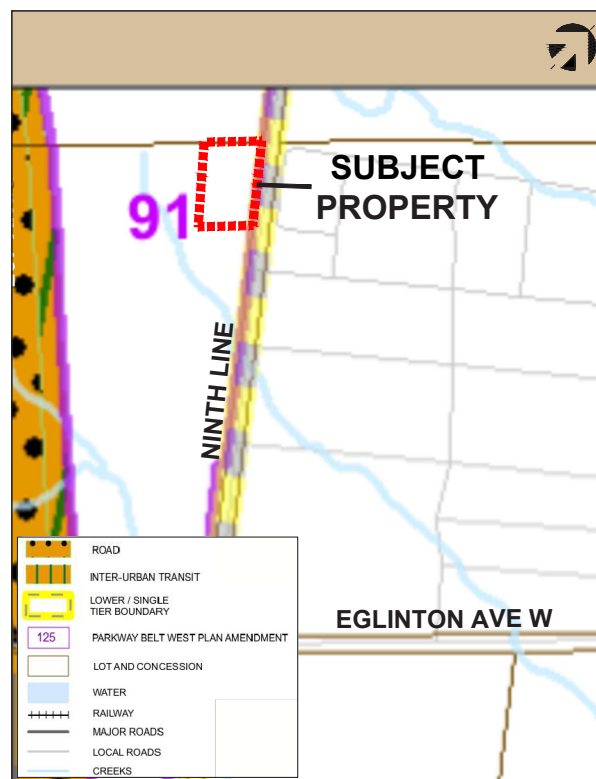 SUBJECT
PROPERTY
91
NINTH LINE
EGLINTON AVE W
ROAD
INTER-URBAN TRANSIT
LOWER / SINGLE
TIER BOUNDARY
125 PARKWAY BELT WEST PLAN AMENDMENT
LOT AND CONCESSION
WATER
RAILWAY
MAJOR ROADS
LOCAL ROADS
CREEKS